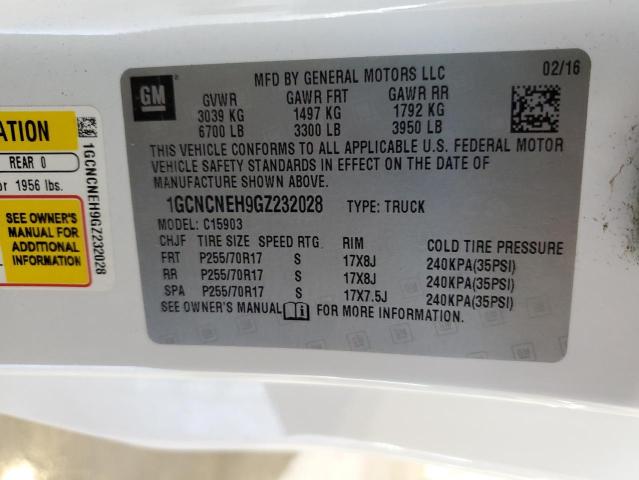 GM
MFD BY GENERAL MOTORS LLC 02/16
GVWR GAWR FRT GAWR RR
3039 KG 1497 KG 1792 KG
6700 LB 3300 LB 3950 LB
THIS VEHICLE CONFORMS TO ALL APPLICABLE U.S. FEDERAL MOTOR
VEHICLE SAFETY STANDARDS IN EFFECT ON THE DATE OF
MANUFACTURE SHOWN ABOVE.
1GCNCNEH9GZ232028 TYPE: TRUCK
MODEL: C15903
CHJF TIRE SIZE SPEED RTG RIM COLD TIRE PRESSURE
FRT P255/70R17 S 17X8J 240KPA(35PSI)
RR P255/70R17 S 17X8J 240KPA(35PSI)
SPA P255/70R17 S 17X7.5J 240KPA(35PSI)
SEE OWNER'S MANUAL FOR MORE INFORMATION.
ATION
REAR 0
or 1956 lbs.
SEE OWNER'S
MANUAL FOR
ADDITIONAL
INFORMATION
1GCNCNEH9GZ232028